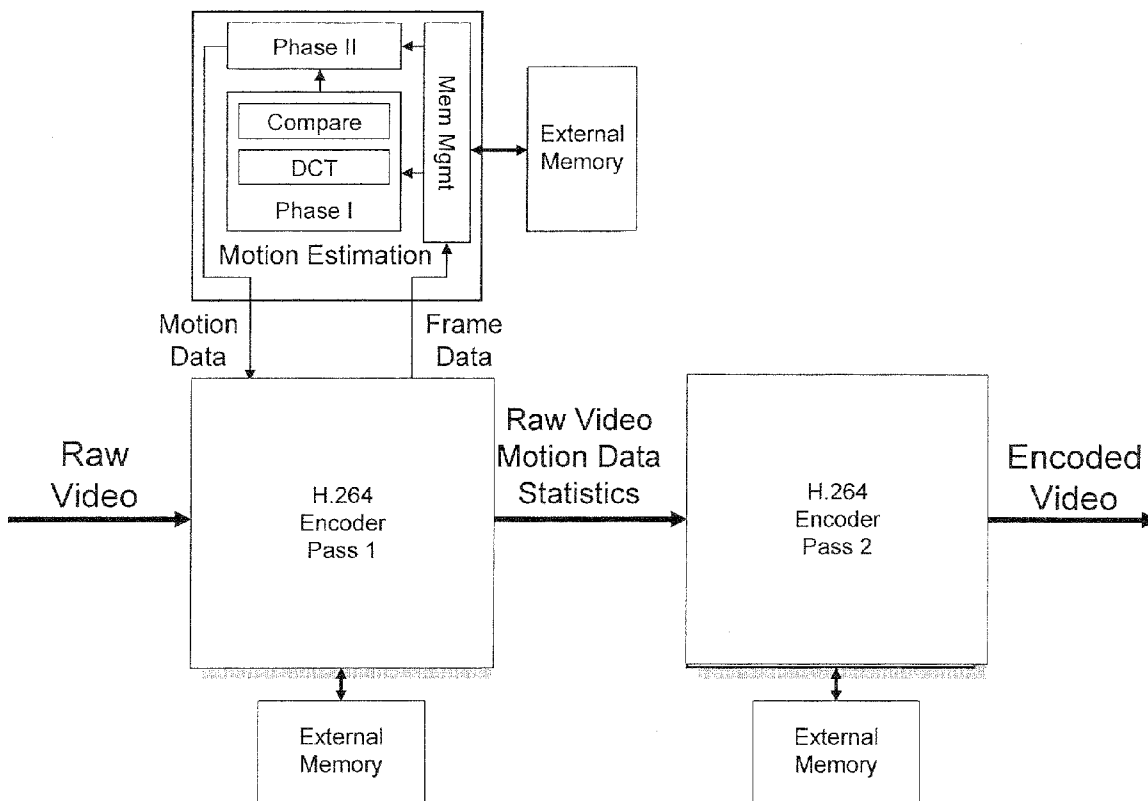 Phase II
Compare
DCT
Phase I
Mem Mgmt
Motion Estimation
External
Memory
Motion
Data
Frame
Data
Raw
Video
H.264
Encoder
Pass 1
Raw Video
Motion Data
Statistics
H.264
Encoder
Pass 2
Encoded
Video
External
Memory
External
Memory